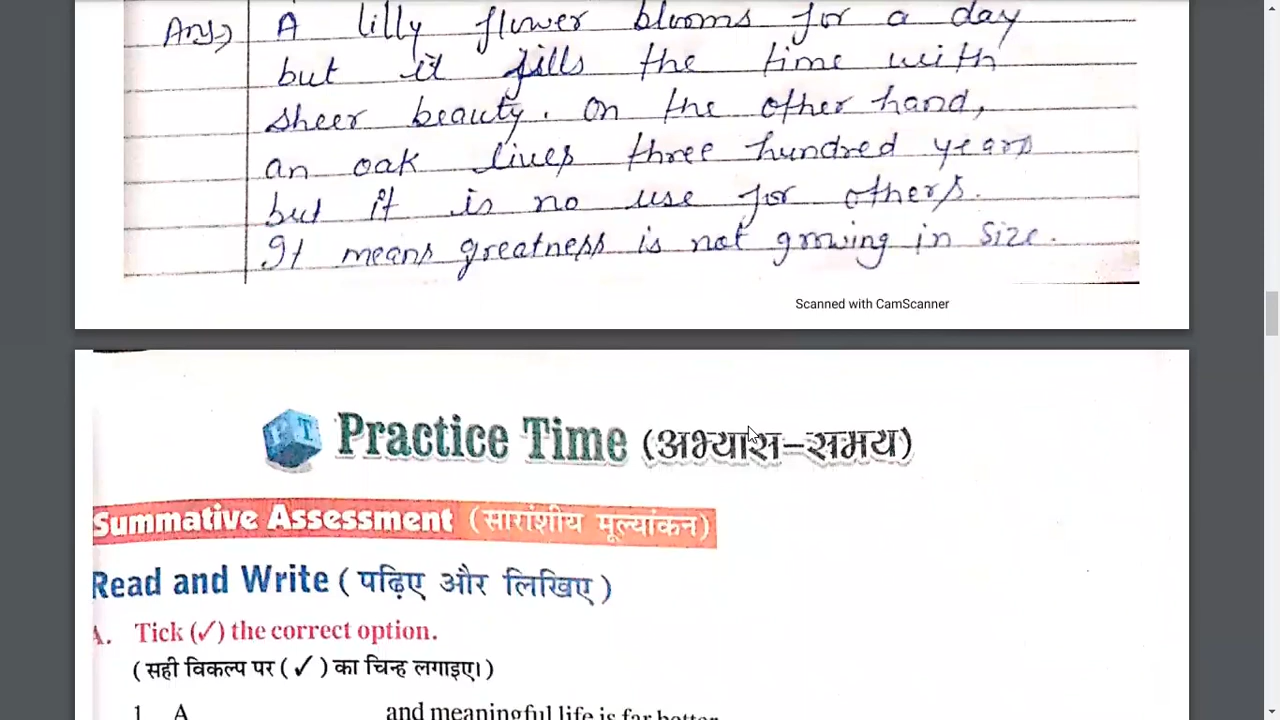 Ans) A lilly flower blooms for a day
but it fills the time with
sheer beauty. On the other hand,
an oak lives three hundred years
but it is no use for others.
It means greatness is not growing in size.
Scanned with CamScanner
Practice Time (अभ्यास-समय)
Summative Assessment (सारांशीय मूल्यांकन)
Read and Write (पढ़िए और लिखिए)
A. Tick (✓) the correct option.
(सही विकल्प पर (✓) का चिन्ह लगाइए।)
1. A ____________ and meaningful life is far better